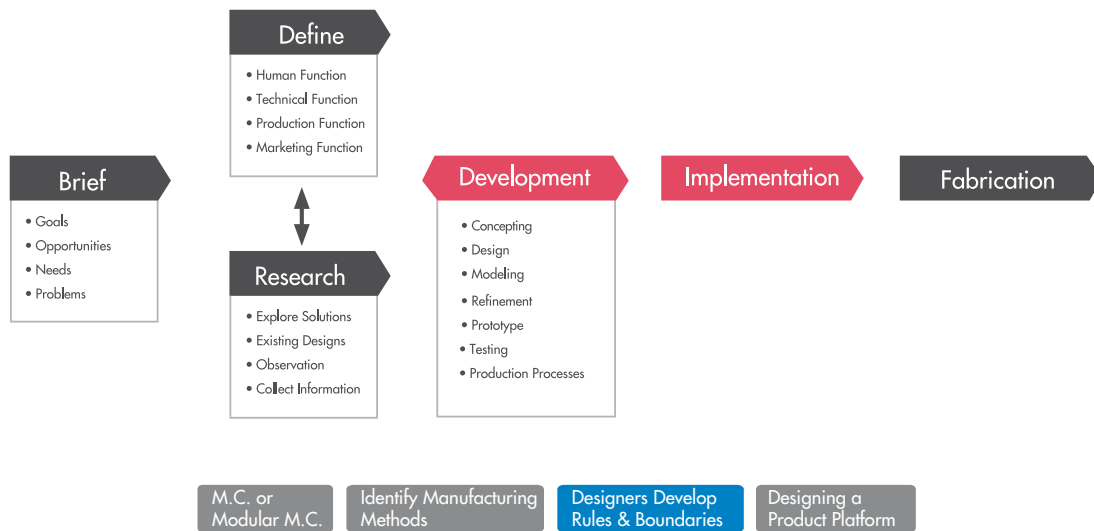 Brief
• Goals
• Opportunities
• Needs
• Problems
Define
• Human Function
• Technical Function
• Production Function
• Marketing Function
Research
• Explore Solutions
• Existing Designs
• Observation
• Collect Information
Development
• Concepting
• Design
• Modeling
• Refinement
• Prototype
• Testing
• Production Processes
Implementation
Fabrication
M.C. or
Modular M.C.
Identify Manufacturing
Methods
Designers Develop
Rules & Boundaries
Designing a
Product Platform